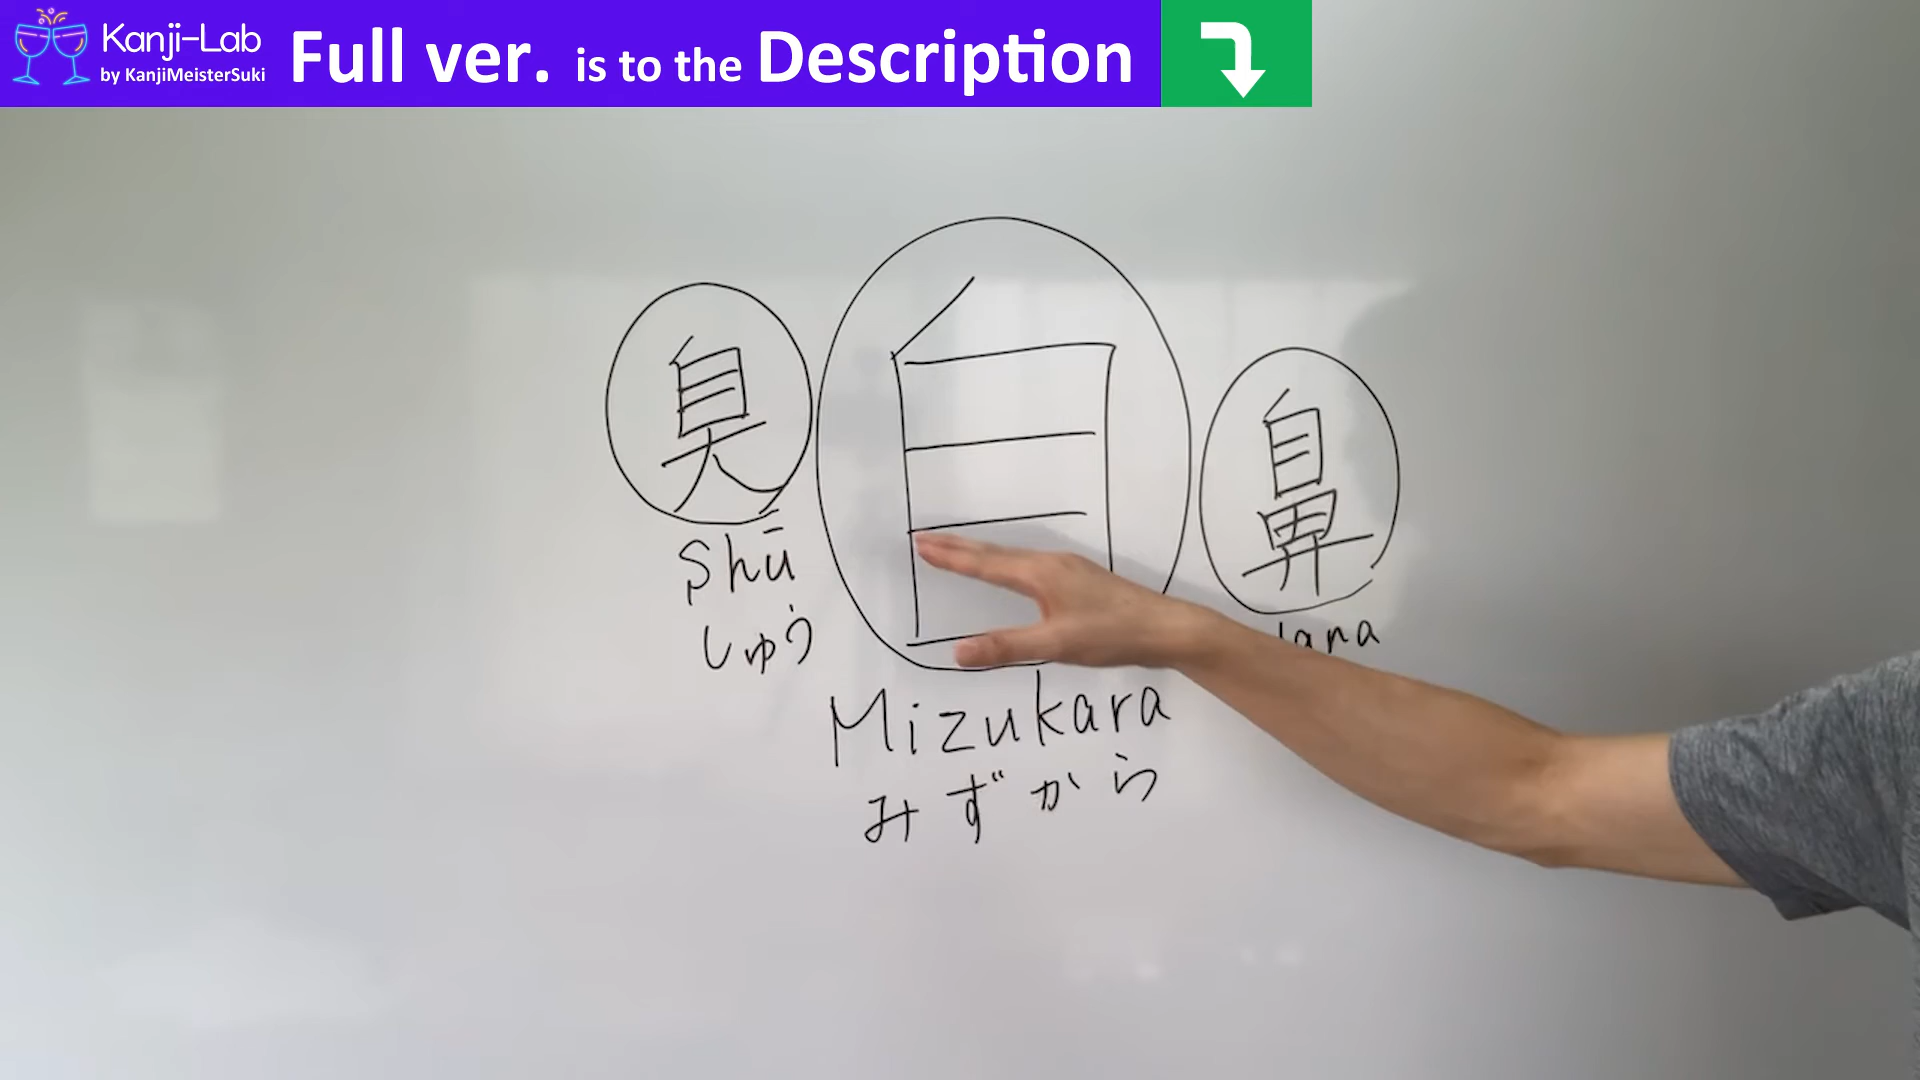 Kanji-Lab
by KanjiMeisterSuki
Full ver. is to the Description
臭
Shū
しゅう
自
Mizukara
みずから
鼻